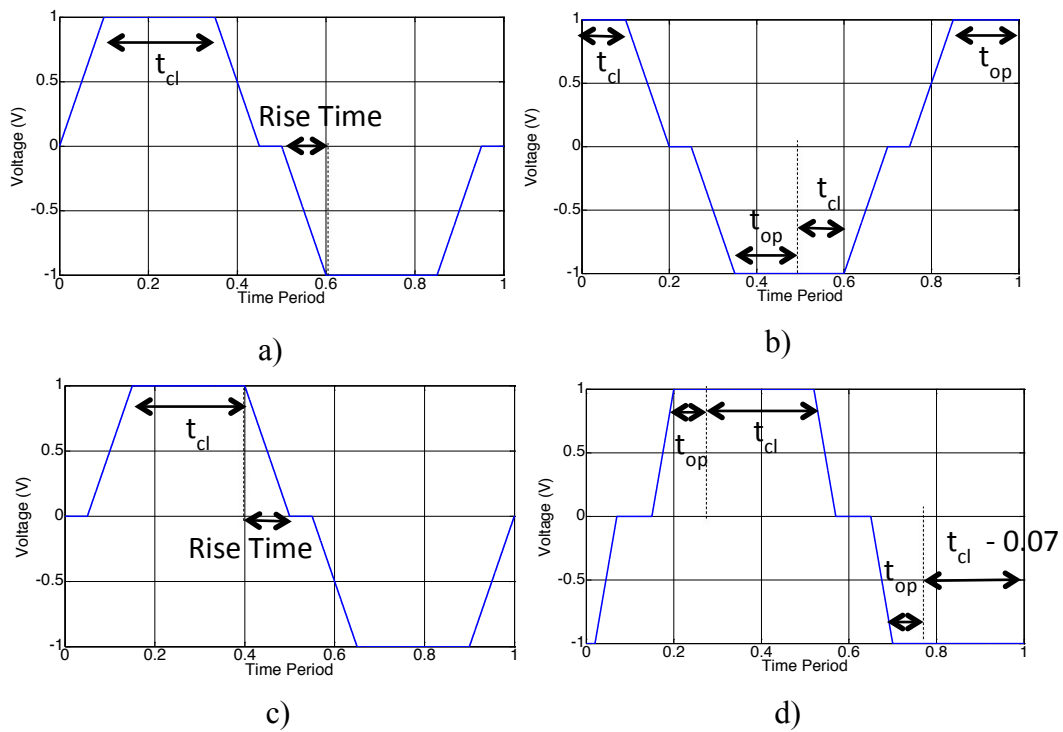 1
0.5
0
-0.5
-1
Voltage (V)
t_cl
Rise Time
0 0.2 0.4 0.6 0.8 1
Time Period
a)
1
0.5
0
-0.5
-1
Voltage (V)
t_cl
t_op
t_cl
t_op
0 0.2 0.4 0.6 0.8 1
Time Period
b)
1
0.5
0
-0.5
-1
Voltage (V)
t_cl
Rise Time
0 0.2 0.4 0.6 0.8 1
Time Period
c)
1
0.5
0
-0.5
-1
Voltage (V)
t_op
t_cl
t_cl - 0.07
t_op
0 0.2 0.4 0.6 0.8 1
Time Period
d)